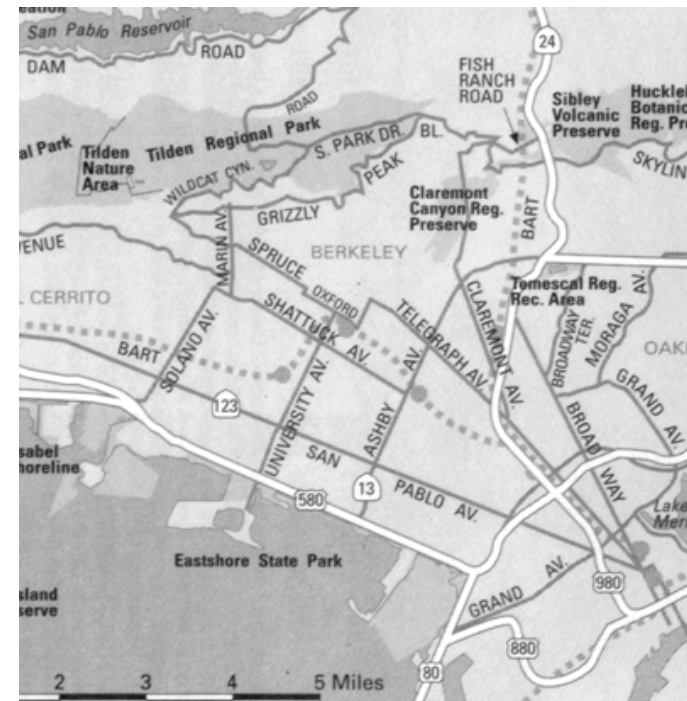 San Pablo Reservoir
DAM
ROAD
24
FISH
RANCH
ROAD
ROAD
Sibley
Volcanic
Preserve
Botanic
Tilden Regional Park
Tilden
Nature
Area
S. PARK DR.
BL.
WILDCAT CYN.
PEAK
GRIZZLY
Claremont
Canyon Reg.
Preserve
BART
MARIN AV.
SPRUCE
BERKELEY
OXFORD
Temescal Reg.
Rec. Area
SHATTUCK AV.
TELEGRAPH AV.
CLAREMONT AV.
BROADWAY
TER.
MORAGA AV.
SOLANO AV.
BART
123
UNIVERSITY AV.
ASHBY AV.
GRAND AV.
BROAD WAY
SAN PABLO AV.
13
580
Eastshore State Park
GRAND AV.
980
880
80
2 3 4 5 Miles